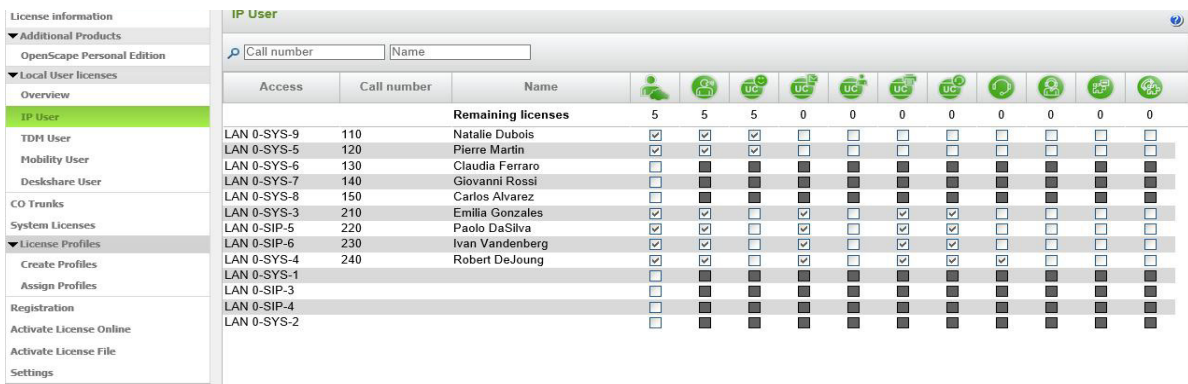 License information
Additional Products
OpenScape Personal Edition
Local User licenses
Overview
IP User
TDM User
Mobility User
Deskshare User
CO Trunks
System Licenses
License Profiles
Create Profiles
Assign Profiles
Registration
Activate License Online
Activate License File
Settings
IP User
Call number Name
Access Call number Name UC UC UC UC UC
Remaining licenses 5 5 5 0 0 0 0 0 0 0 0
LAN 0-SYS-9 110 Natalie Dubois
LAN 0-SYS-5 120 Pierre Martin
LAN 0-SYS-6 130 Claudia Ferraro
LAN 0-SYS-7 140 Giovanni Rossi
LAN 0-SYS-8 150 Carlos Alvarez
LAN 0-SYS-3 210 Emilia Gonzales
LAN 0-SIP-5 220 Paolo DaSilva
LAN 0-SIP-6 230 Ivan Vandenberg
LAN 0-SYS-4 240 Robert DeJoung
LAN 0-SYS-1
LAN 0-SIP-3
LAN 0-SIP-4
LAN 0-SYS-2